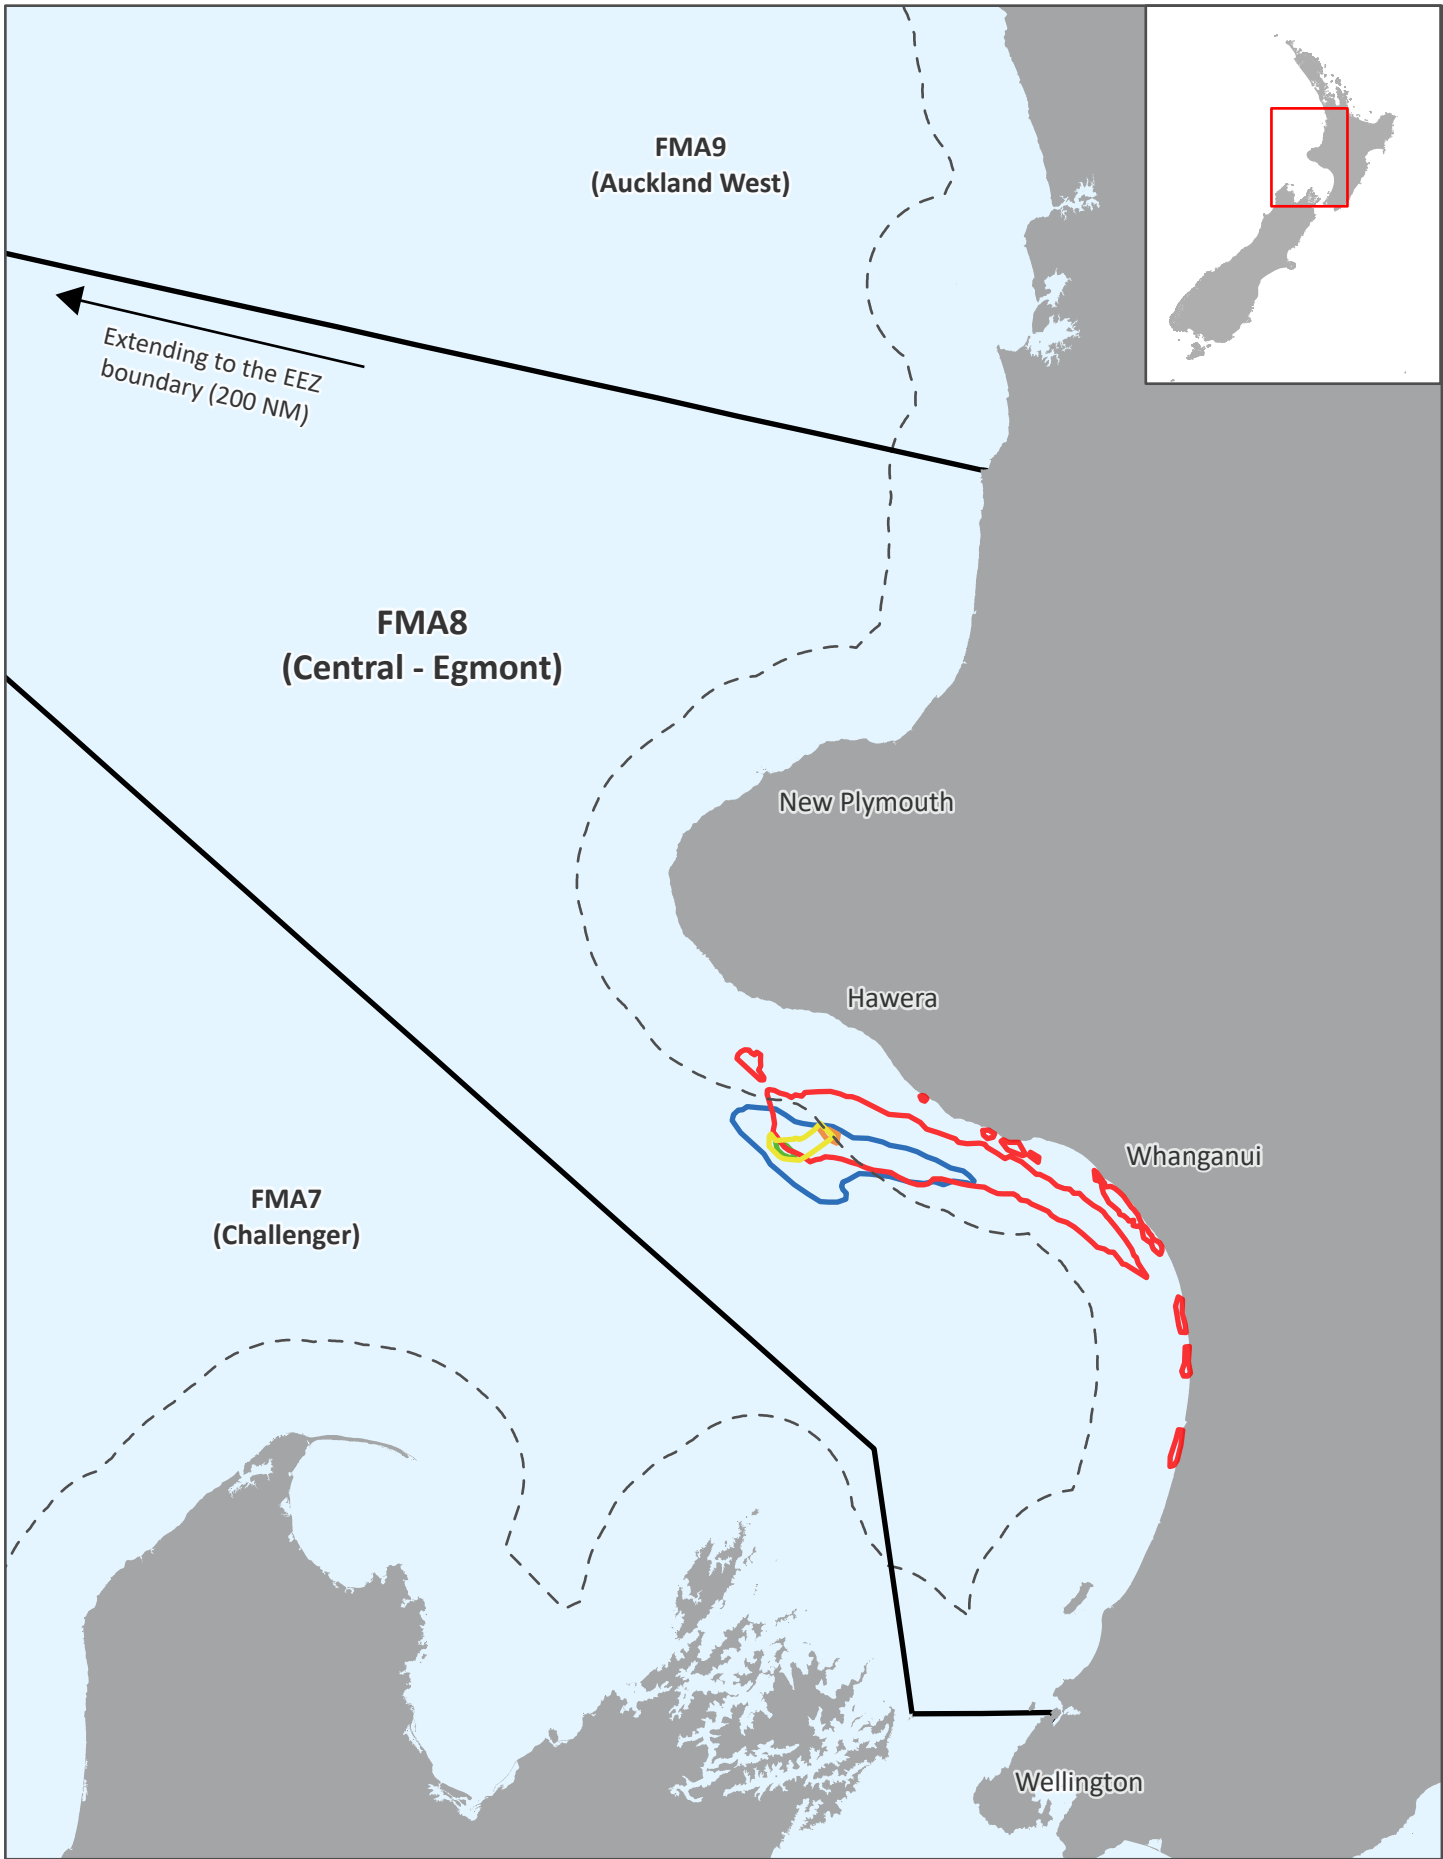 FMA9
(Auckland West)
Extending to the EEZ
boundary (200 NM)
FMA8
(Central - Egmont)
New Plymouth
Hawera
Whanganui
FMA7
(Challenger)
Wellington